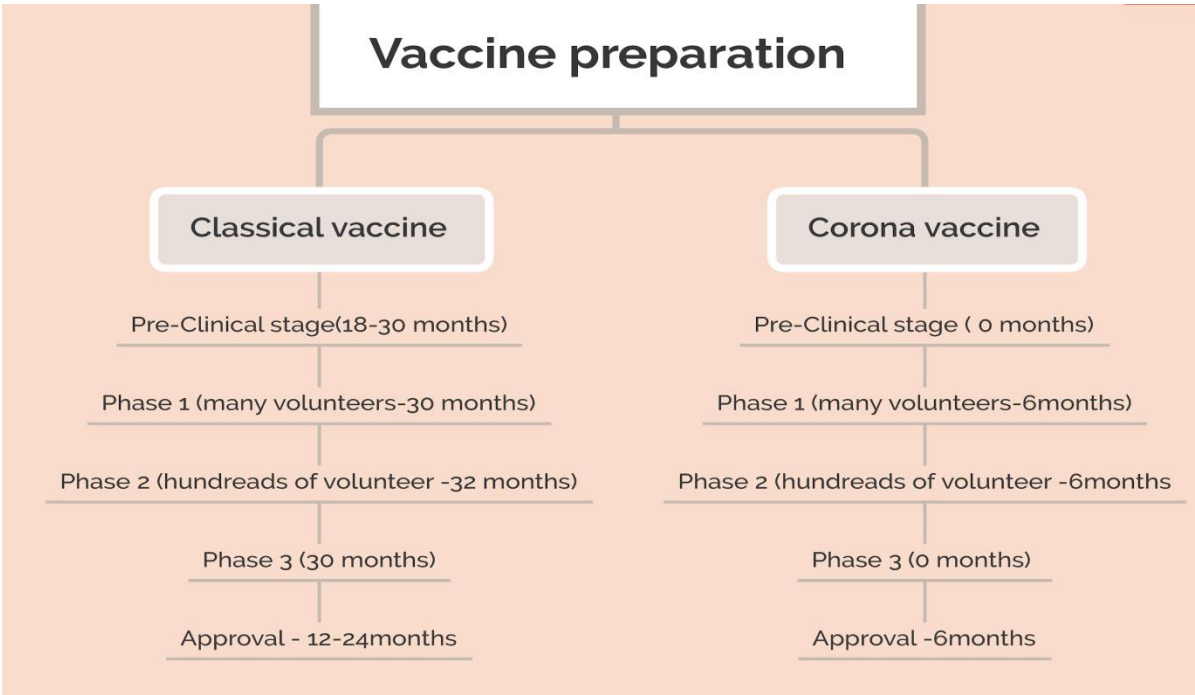 Vaccine preparation
Classical vaccine
Corona vaccine
Pre-Clinical stage(18-30 months)
Pre-Clinical stage ( 0 months)
Phase 1 (many volunteers-30 months)
Phase 1 (many volunteers-6months)
Phase 2 (hundreads of volunteer -32 months)
Phase 2 (hundreads of volunteer -6months
Phase 3 (30 months)
Phase 3 (0 months)
Approval - 12-24months
Approval -6months